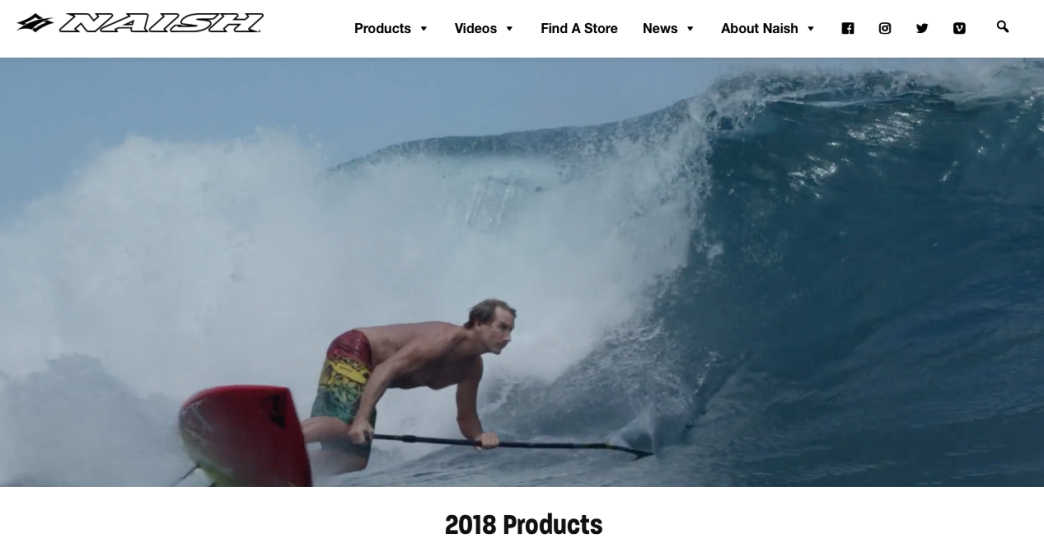 NAISH
Products
Videos
Find A Store
News
About Naish
2018 Products